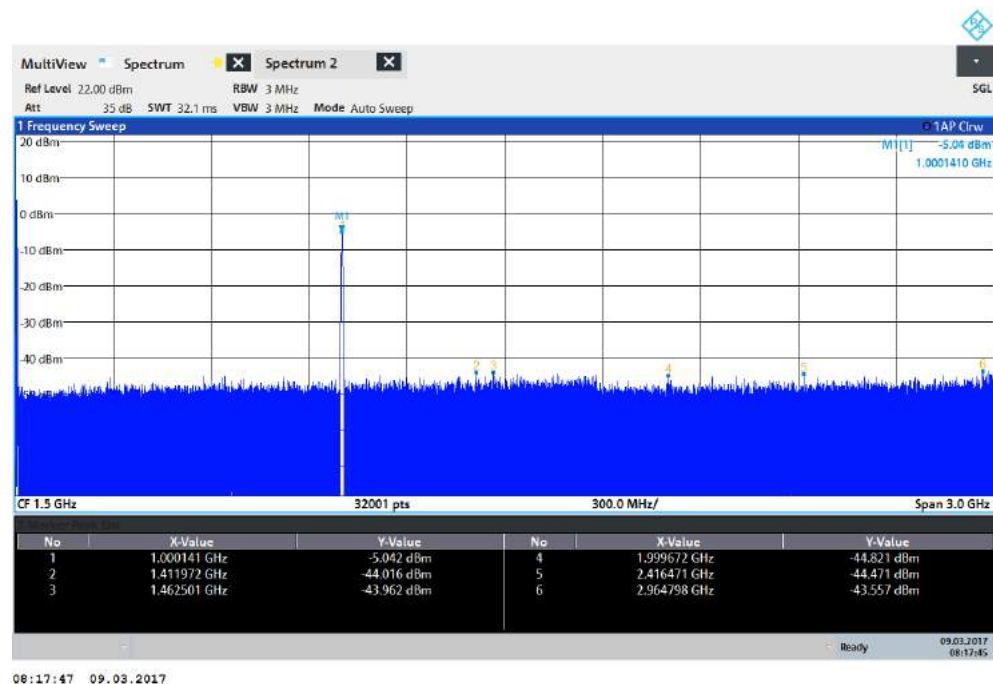 R&S
MultiView Spectrum X Spectrum 2 X
Ref Level 22.00 dBm RBW 3 MHz SGL
Att 35 dB SWT 32.1 ms VBW 3 MHz Mode Auto Sweep
1 Frequency Sweep 1AP Clrw
20 dBm M1[1] -5.04 dBm
1.0001410 GHz
10 dBm
0 dBm M1
-10 dBm
-20 dBm
-30 dBm
-40 dBm
2 3 4 5 6
CF 1.5 GHz 32001 pts 300.0 MHz/ Span 3.0 GHz
2 Marker Peak List
No X-Value Y-Value No X-Value Y-Value
1 1.000141 GHz -5.042 dBm 4 1.999672 GHz -44.821 dBm
2 1.411972 GHz -44.016 dBm 5 2.416471 GHz -44.471 dBm
3 1.462501 GHz -43.962 dBm 6 2.964798 GHz -43.557 dBm
Ready 09.03.2017
08:17:45
08:17:47 09.03.2017